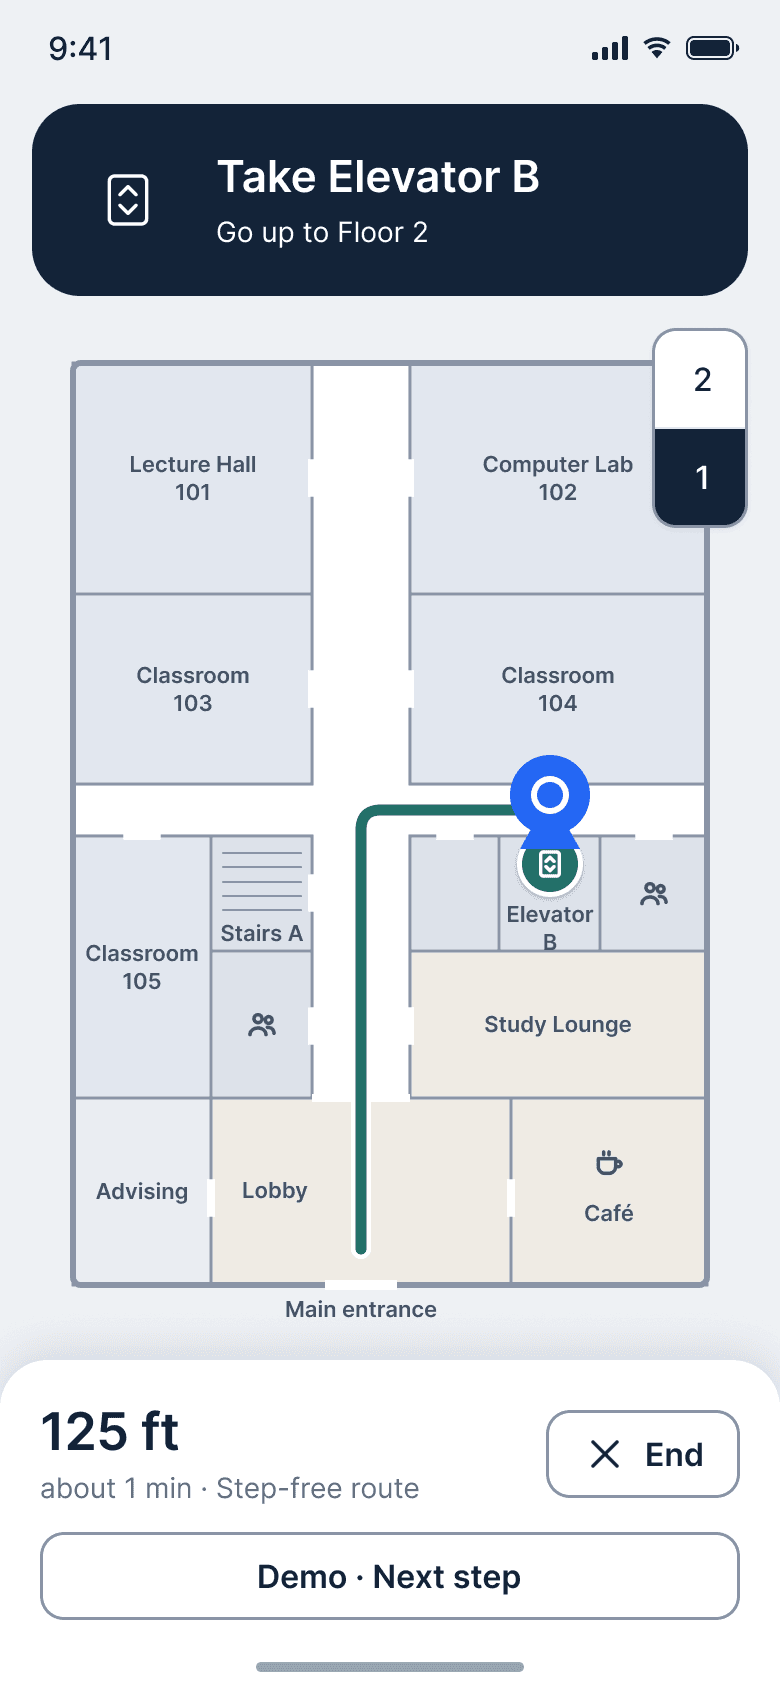 9:41
Take Elevator B
Go up to Floor 2
2
1
Lecture Hall
101
Computer Lab
102
Classroom
103
Classroom
104
Stairs A
Elevator
B
Classroom
105
Study Lounge
Advising
Lobby
Café
Main entrance
125 ft
about 1 min · Step-free route
End
Demo · Next step